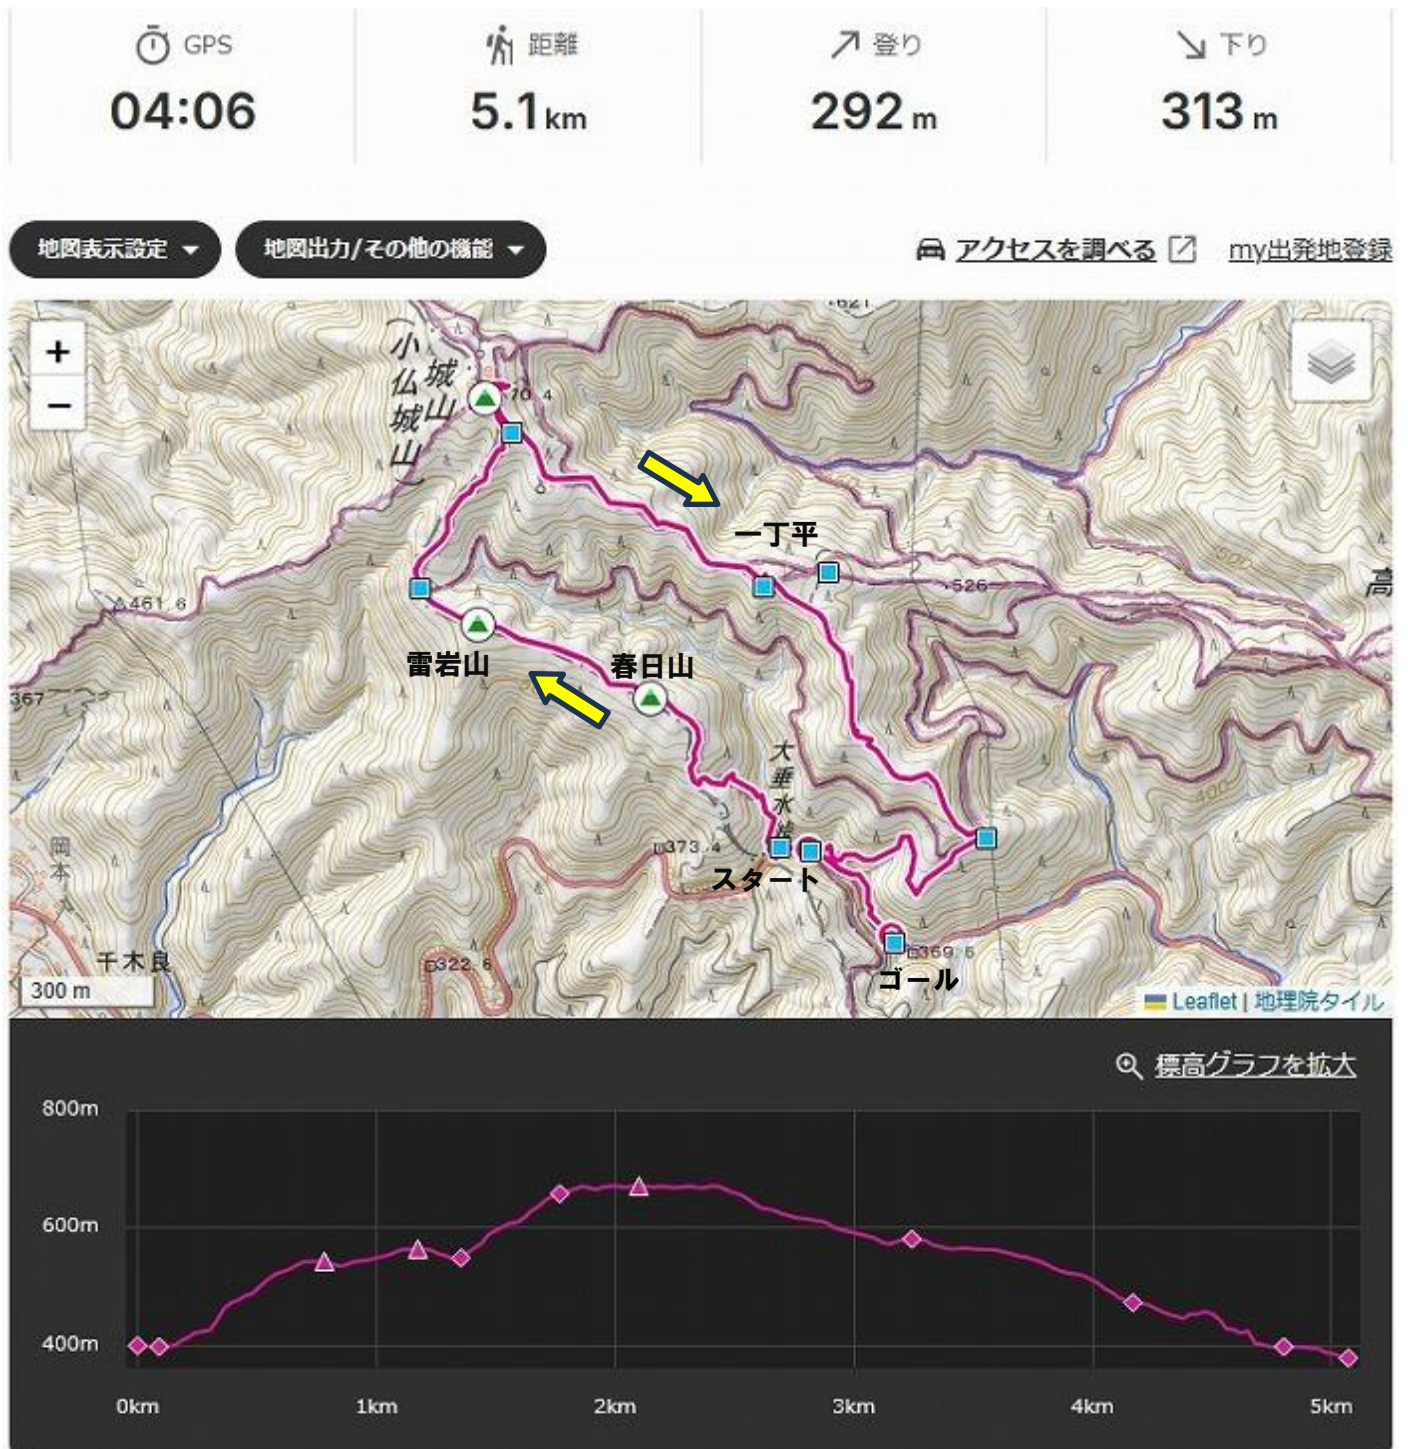 GPS
距離
登り
下り
04:06
5.1km
292 m
313 m
地図表示設定
地図出力/その他の機能
アクセスを調べる
my出発地登録
+
−
621
城山
(小仏城山)
70.4
一丁平
526
高
461.6
雷岩山
春日山
367
大垂水峠
373.4
スタート
岡本
千木良
322.6
369.6
ゴール
300 m
Leaflet | 地理院タイル
標高グラフを拡大
800m
600m
400m
0km
1km
2km
3km
4km
5km